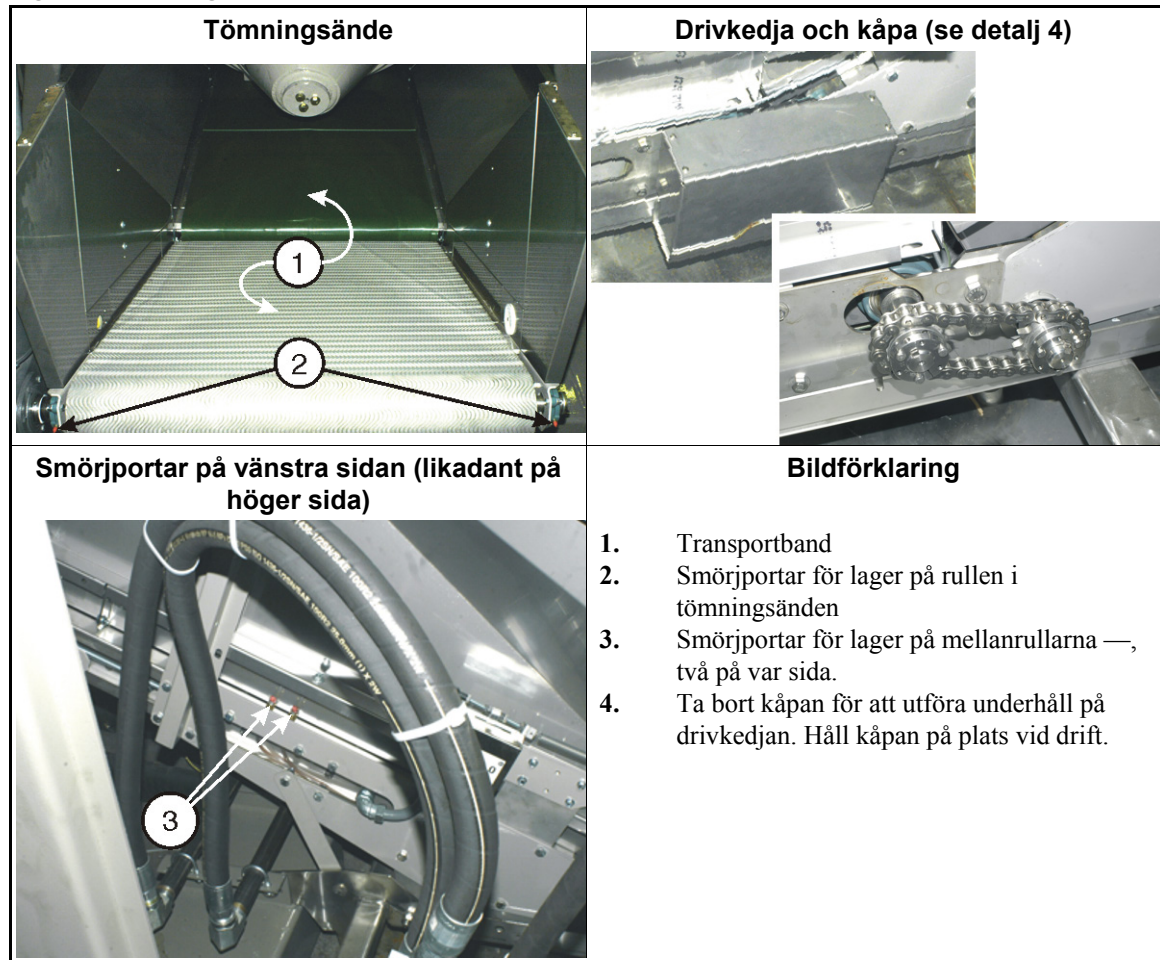 Tömningsände
Drivkedja och kåpa (se detalj 4)
1
2
Smörjportar på vänstra sidan (likadant på
höger sida)
3
Bildförklaring
1. Transportband
2. Smörjportar för lager på rullen i
tömningsänden
3. Smörjportar för lager på mellanrullarna —,
två på var sida.
4. Ta bort kåpan för att utföra underhåll på
drivkedjan. Håll kåpan på plats vid drift.